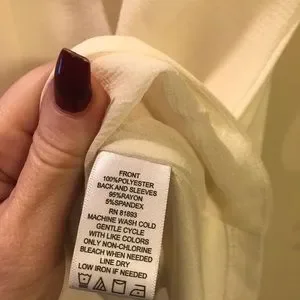 FRONT
100%POLYESTER
BACK AND SLEEVES
95%RAYON
5%SPANDEX
RN 81893
MACHINE WASH COLD
GENTLE CYCLE
WITH LIKE COLORS
ONLY NON-CHLORINE
BLEACH WHEN NEEDED
LINE DRY
LOW IRON IF NEEDED